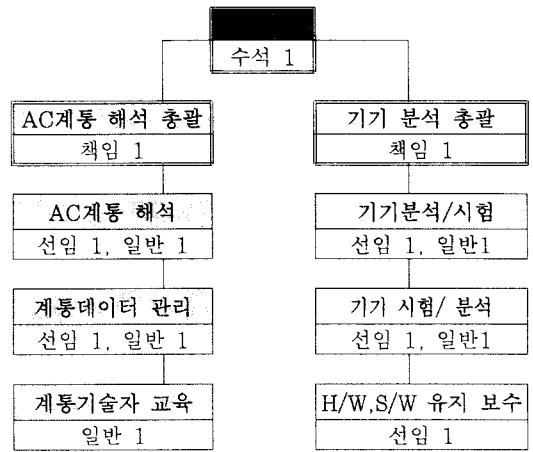 수석 1
AC계통 해석 총괄
책임 1
기기 분석 총괄
책임 1
AC계통 해석
선임 1, 일반 1
기기분석/시험
선임 1, 일반1
계통데이터 관리
선임 1, 일반 1
기기 시험/ 분석
선임 1, 일반1
계통기술자 교육
일반 1
H/W,S/W 유지 보수
선임 1